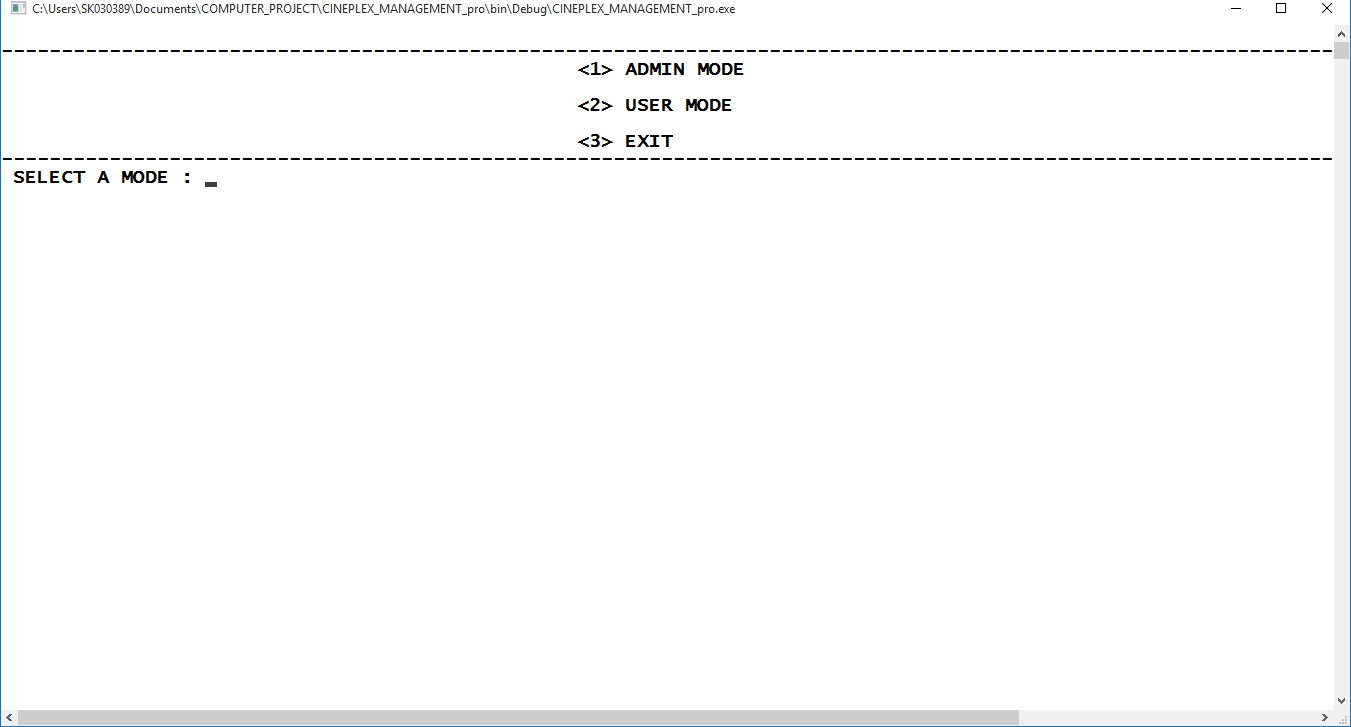 C:\Users\SK030389\Documents\COMPUTER_PROJECT\CINEPLEX_MANAGEMENT_pro\bin\Debug\CINEPLEX_MANAGEMENT_pro.exe
---------------------------------------------------------------------------------------------------------------
<1> ADMIN MODE
<2> USER MODE
<3> EXIT
---------------------------------------------------------------------------------------------------------------
SELECT A MODE : _